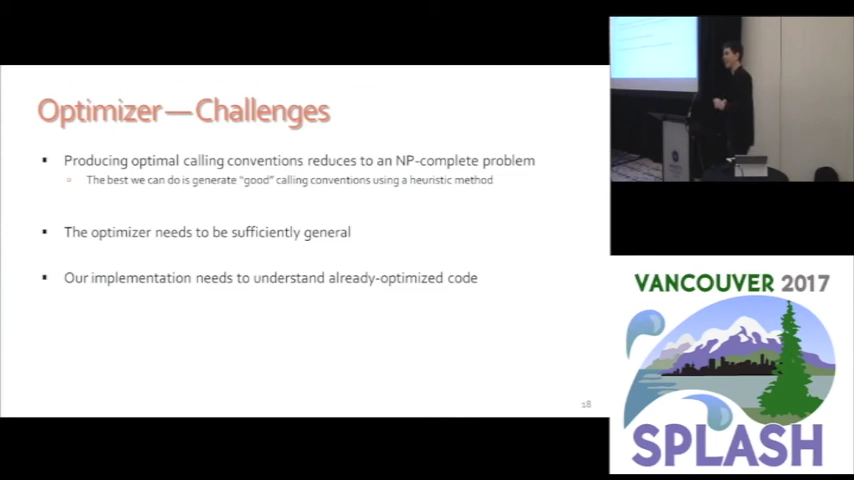 Optimizer — Challenges
▪ Producing optimal calling conventions reduces to an NP-complete problem
▫ The best we can do is generate “good” calling conventions using a heuristic method
▪ The optimizer needs to be sufficiently general
▪ Our implementation needs to understand already-optimized code
18
VANCOUVER 2017
SPLASH